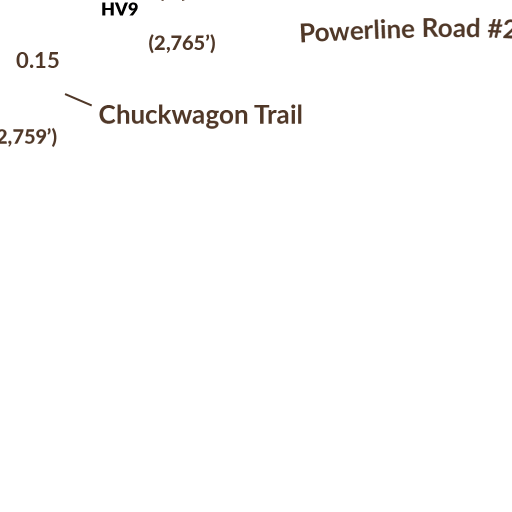 HV9
(2,765’)
Powerline Road #2
0.15
Chuckwagon Trail
2,759’)